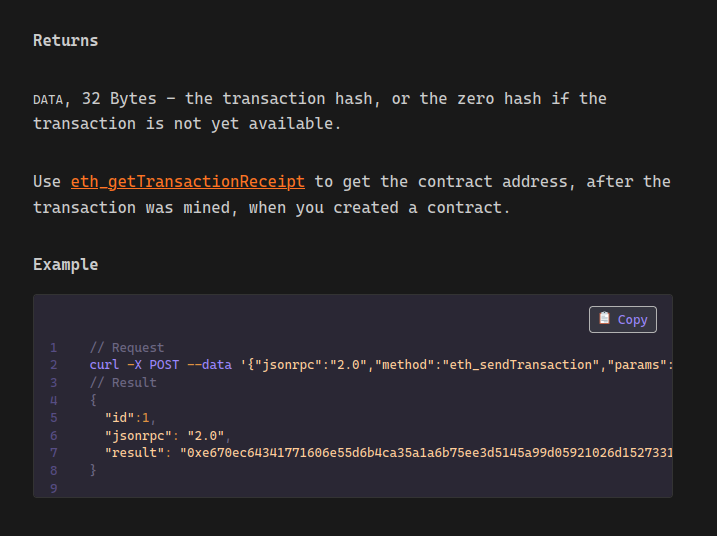 Returns
DATA, 32 Bytes – the transaction hash, or the zero hash if the
transaction is not yet available.
Use eth_getTransactionReceipt to get the contract address, after the
transaction was mined, when you created a contract.
Example
Copy
1 // Request
2 curl -X POST --data '{"jsonrpc":"2.0","method":"eth_sendTransaction","params":
3 // Result
4 {
5 "id":1,
6 "jsonrpc": "2.0",
7 "result": "0xe670ec64341771606e55d6b4ca35a1a6b75ee3d5145a99d05921026d1527331
8 }
9